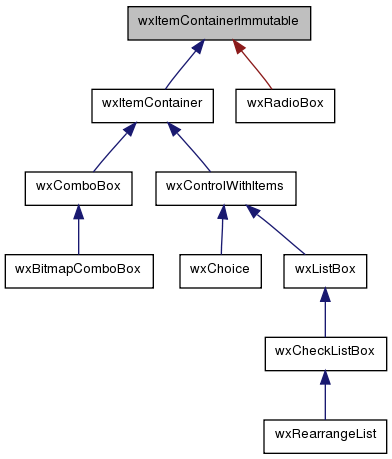 wxItemContainerImmutable
wxItemContainer
wxRadioBox
wxComboBox
wxControlWithItems
wxBitmapComboBox
wxChoice
wxListBox
wxCheckListBox
wxRearrangeList